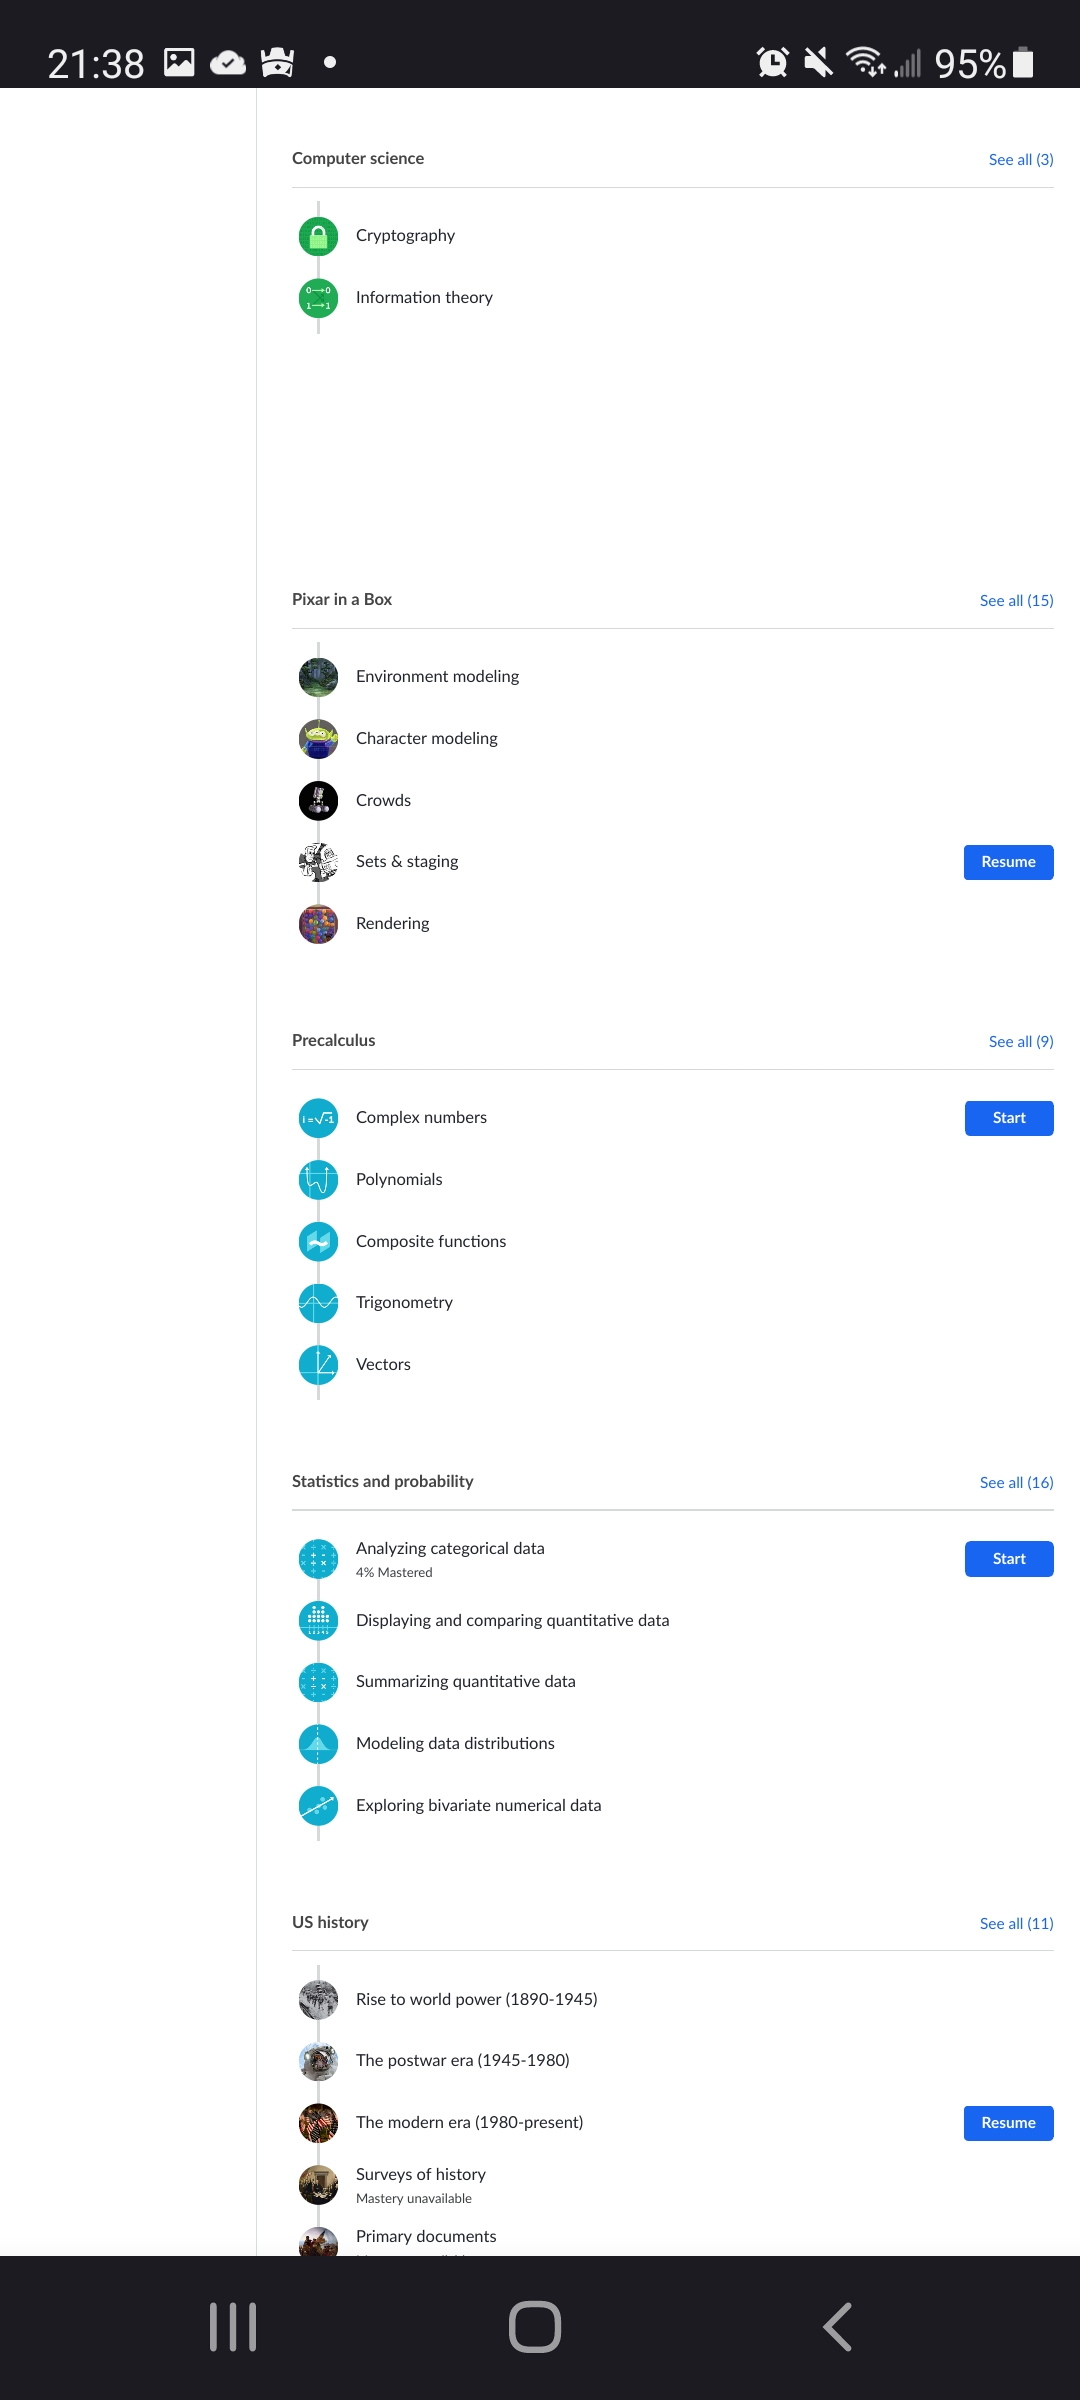 21:38
95%
Computer science
See all (3)
Cryptography
Information theory
Pixar in a Box
See all (15)
Environment modeling
Character modeling
Crowds
Sets & staging
Resume
Rendering
Precalculus
See all (9)
Complex numbers
Start
Polynomials
Composite functions
Trigonometry
Vectors
Statistics and probability
See all (16)
Analyzing categorical data
Start
4% Mastered
Displaying and comparing quantitative data
Summarizing quantitative data
Modeling data distributions
Exploring bivariate numerical data
US history
See all (11)
Rise to world power (1890-1945)
The postwar era (1945-1980)
The modern era (1980-present)
Resume
Surveys of history
Mastery unavailable
Primary documents